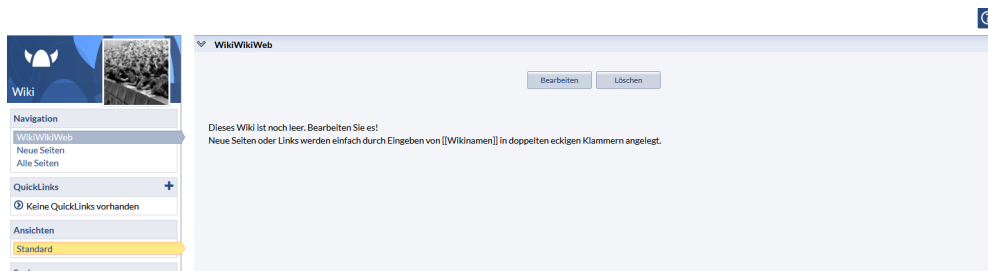 WikiWikiWeb
Bearbeiten Löschen
Wiki
Navigation
WikiWikiWeb
Neue Seiten
Alle Seiten
QuickLinks
Keine QuickLinks vorhanden
Ansichten
Standard
Dieses Wiki ist noch leer. Bearbeiten Sie es!
Neue Seiten oder Links werden einfach durch Eingeben von [[Wikinamen]] in doppelten eckigen Klammern angelegt.